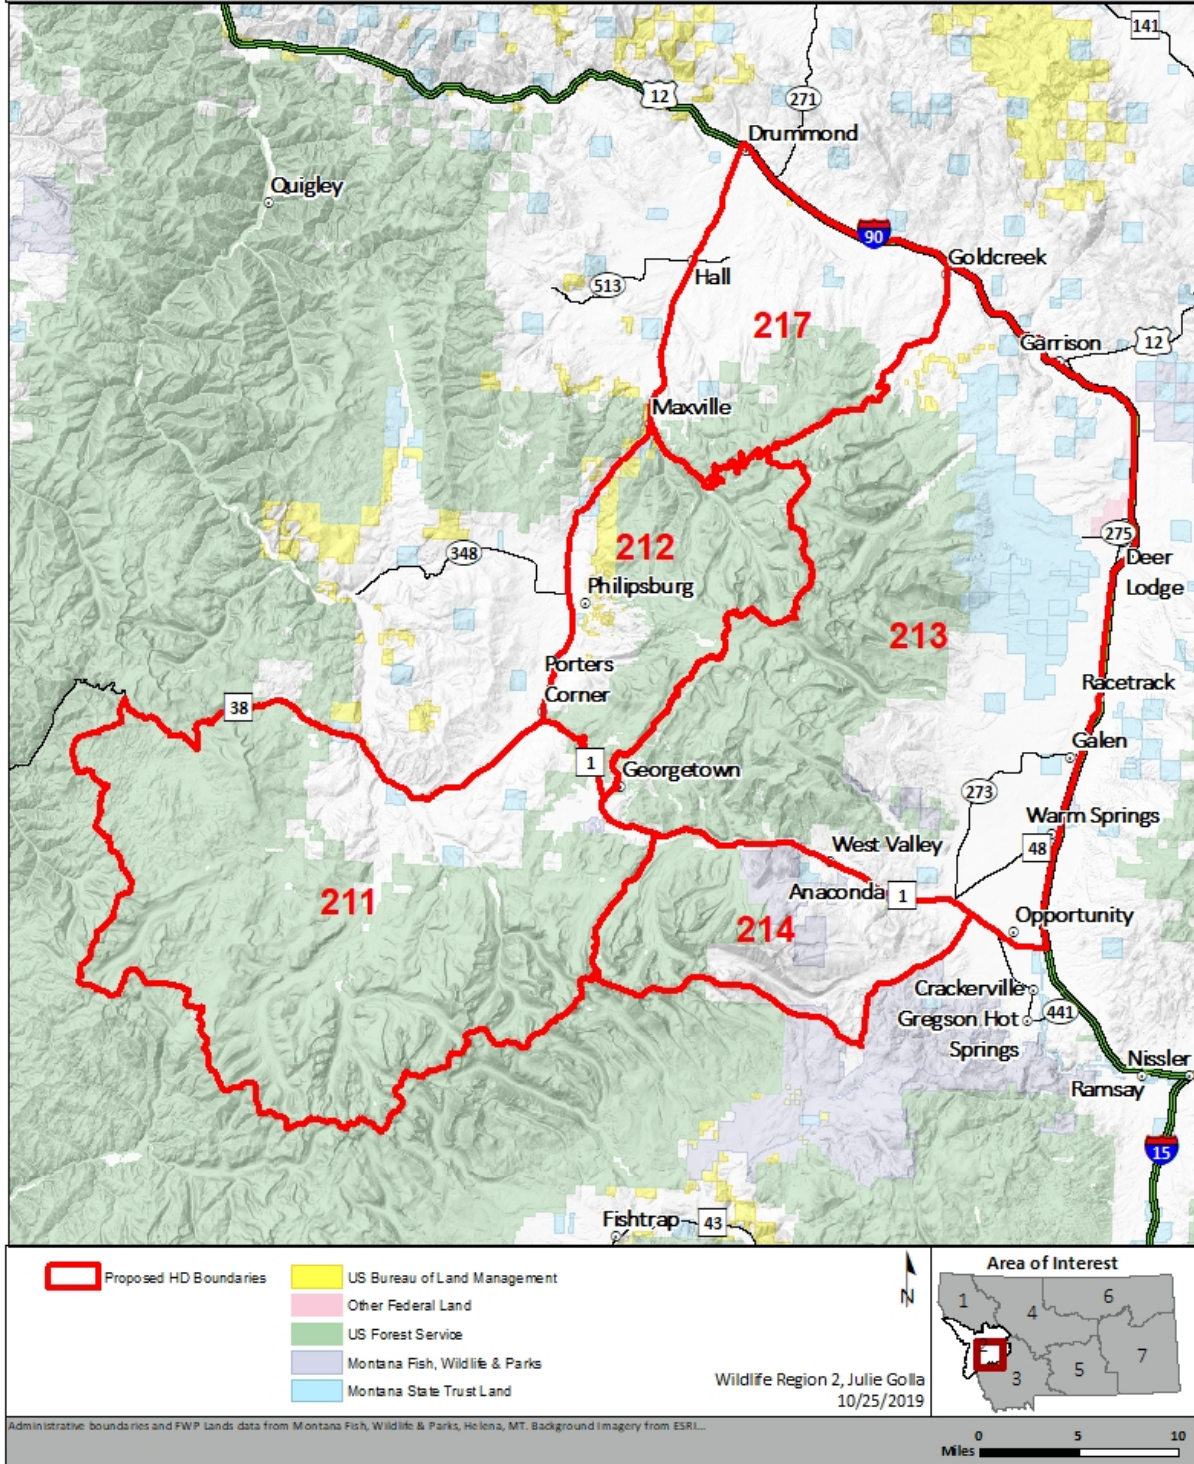 141
12
271
Drummond
Quigley
90
Goldcreek
513
Hall
217
Garrison
12
Maxville
275
212
348
Deer
Lodge
Philipsburg
213
Porters
Corner
Racetrack
38
Galen
1
Georgetown
273
Warm Springs
West Valley
48
Anaconda
1
211
214
Opportunity
Crackerville
Gregson Hot
Springs
441
Nissler
Ramsay
15
Fishtrap
43
Proposed HD Boundaries
US Bureau of Land Management
Other Federal Land
US Forest Service
Montana Fish, Wildlife & Parks
Montana State Trust Land
N
Wildlife Region 2, Julie Golla
10/25/2019
Area of Interest
1
4
6
2
3
5
7
Administrative boundaries and FWP Lands data from Montana Fish, Wildlife & Parks, Helena, MT. Background Imagery from ESRI...
0 5 10
Miles